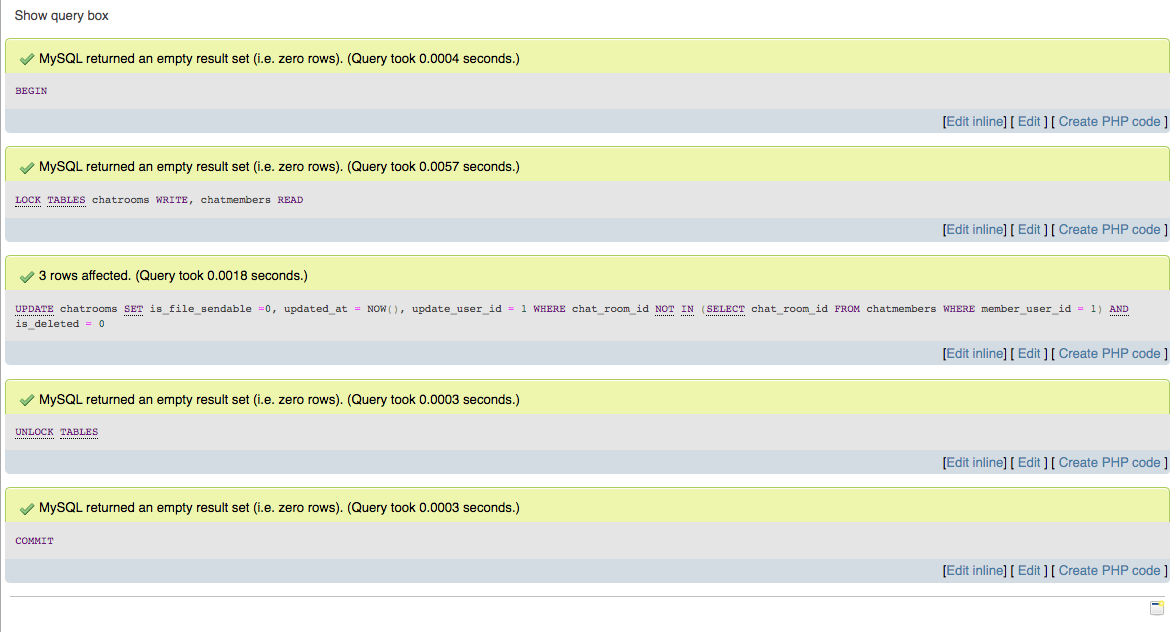 Show query box
MySQL returned an empty result set (i.e. zero rows). (Query took 0.0004 seconds.)
BEGIN
[Edit inline] [ Edit ] [ Create PHP code ]
MySQL returned an empty result set (i.e. zero rows). (Query took 0.0057 seconds.)
LOCK TABLES chatrooms WRITE, chatmembers READ
[Edit inline] [ Edit ] [ Create PHP code ]
3 rows affected. (Query took 0.0018 seconds.)
UPDATE chatrooms SET is_file_sendable =0, updated_at = NOW(), update_user_id = 1 WHERE chat_room_id NOT IN (SELECT chat_room_id FROM chatmembers WHERE member_user_id = 1) AND
is_deleted = 0
[Edit inline] [ Edit ] [ Create PHP code ]
MySQL returned an empty result set (i.e. zero rows). (Query took 0.0003 seconds.)
UNLOCK TABLES
[Edit inline] [ Edit ] [ Create PHP code ]
MySQL returned an empty result set (i.e. zero rows). (Query took 0.0003 seconds.)
COMMIT
[Edit inline] [ Edit ] [ Create PHP code ]